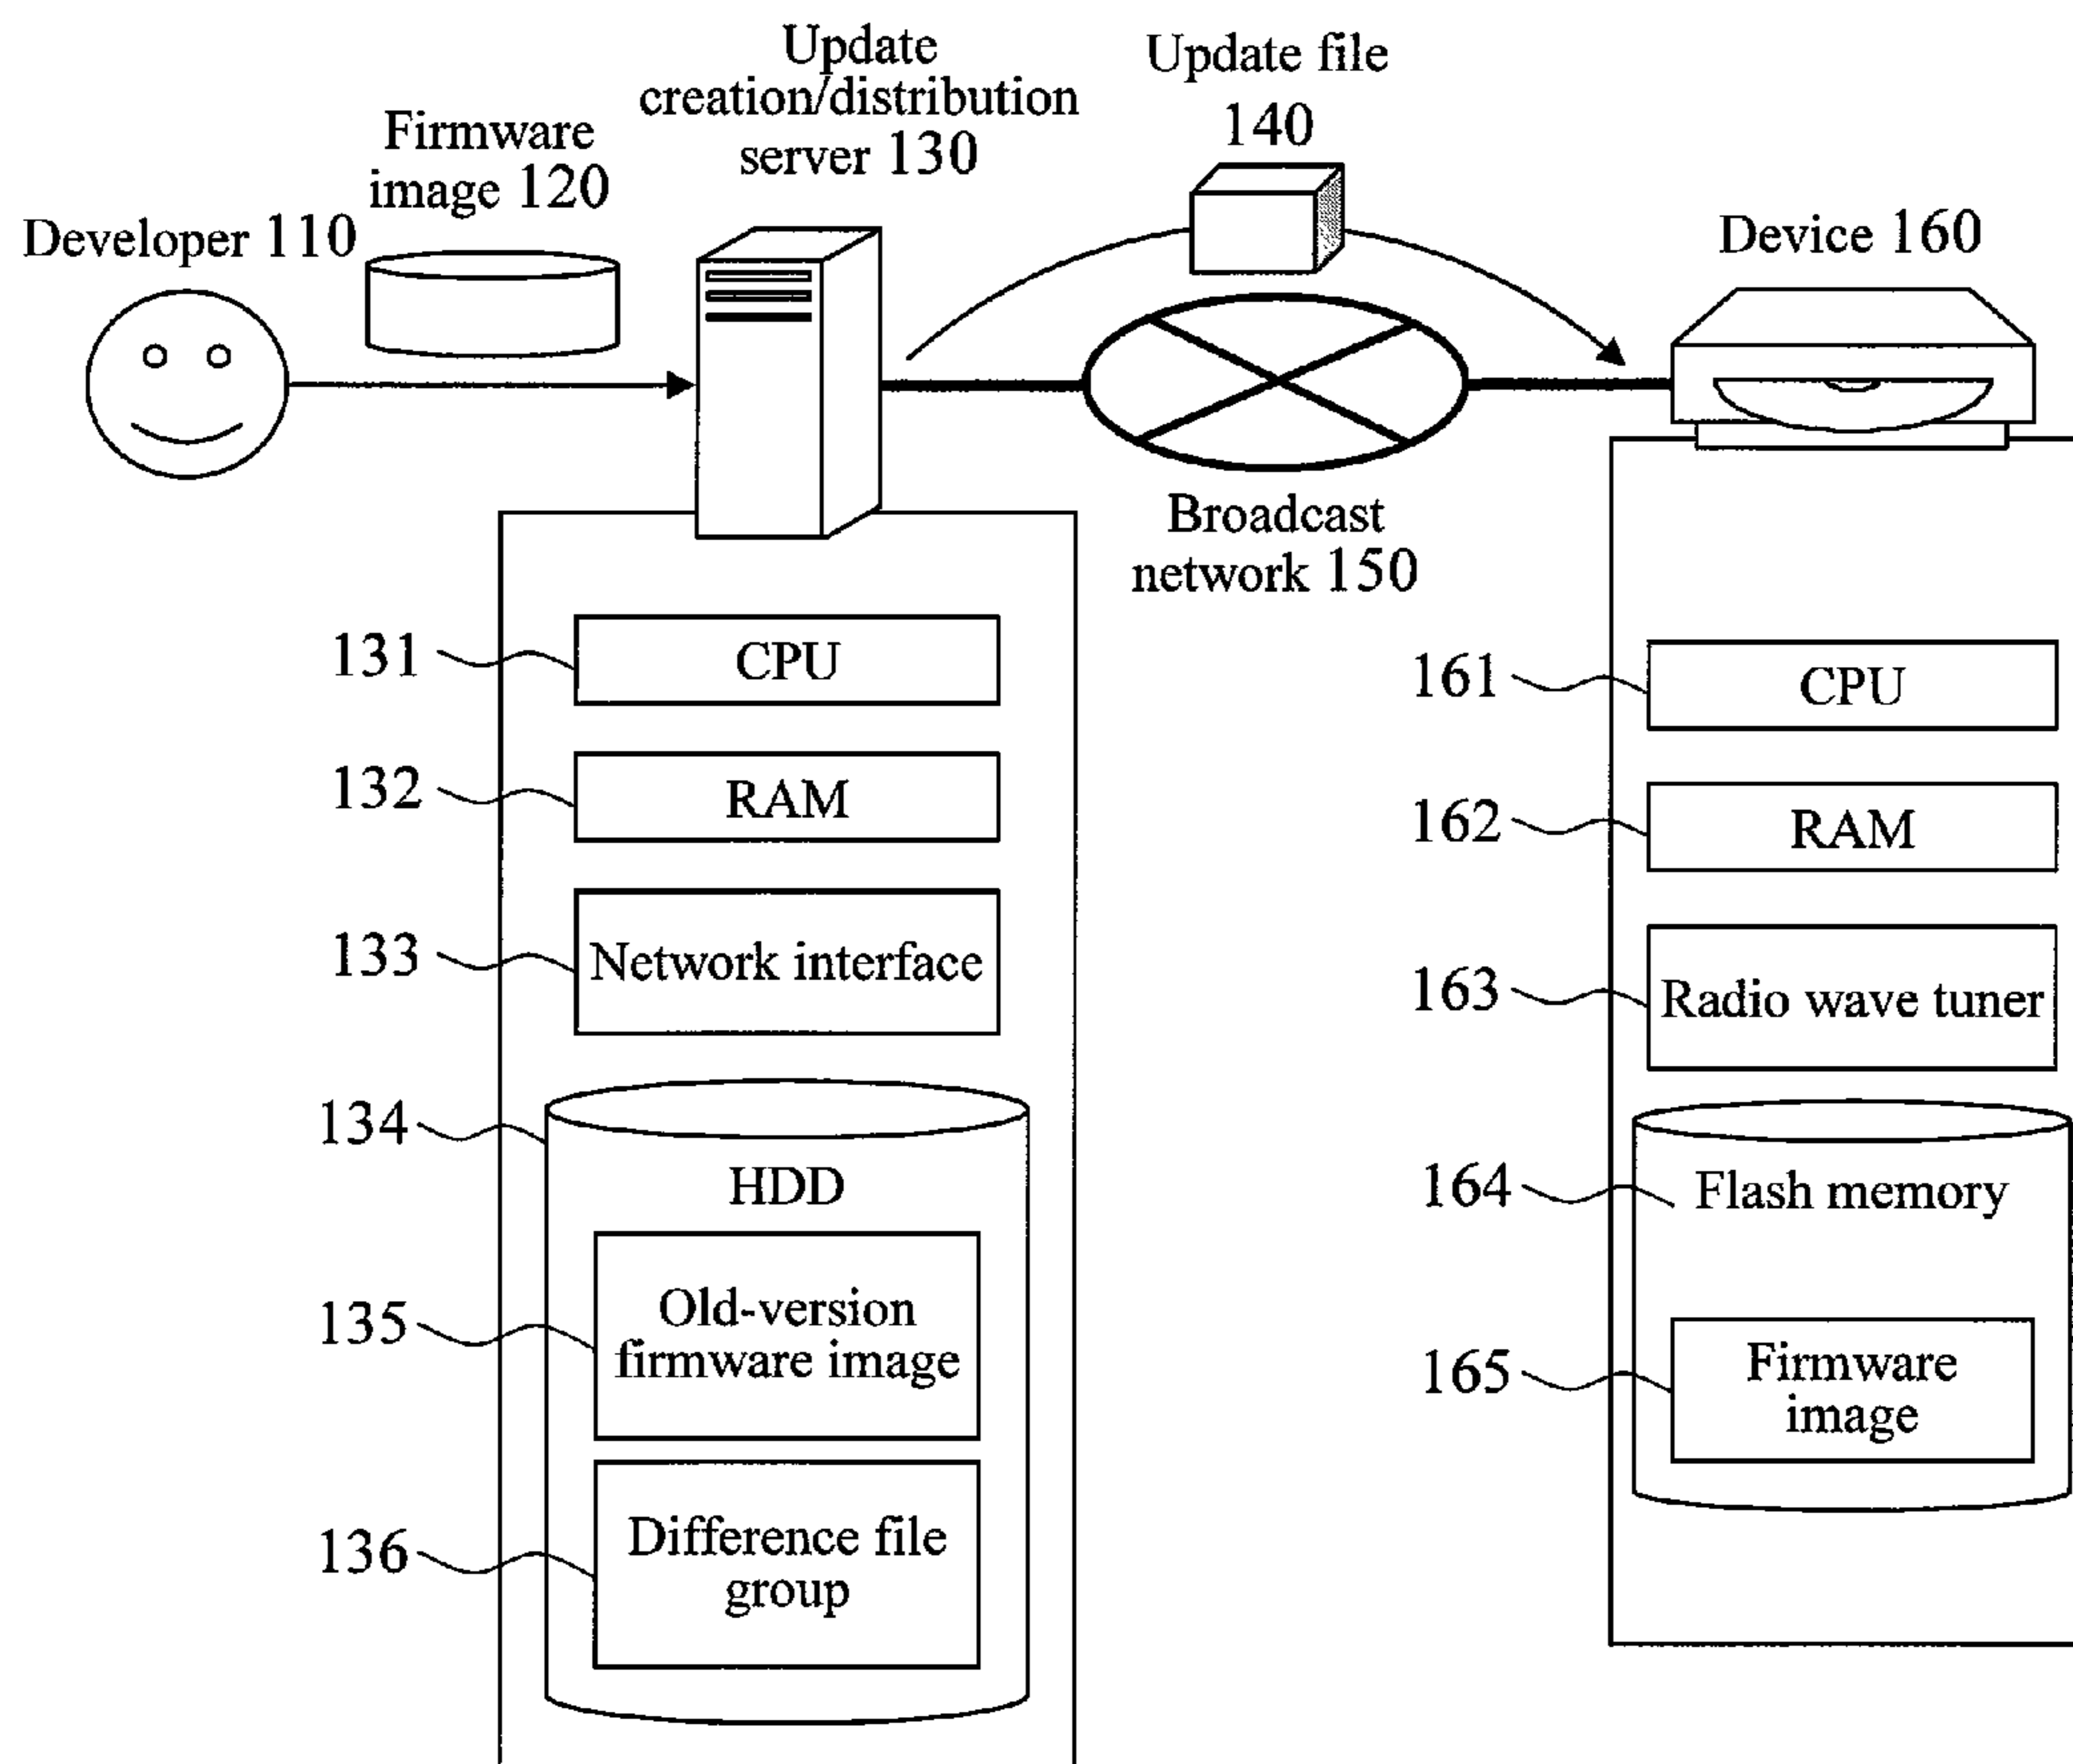 Update
creation/distribution
server 130
Update file
140
Firmware
image 120
Developer 110
Device 160
Broadcast
network 150
131
CPU
132
RAM
133
Network interface
134
HDD
135
Old-version
firmware image
136
Difference file
group
161
CPU
162
RAM
163
Radio wave tuner
164
Flash memory
165
Firmware
image